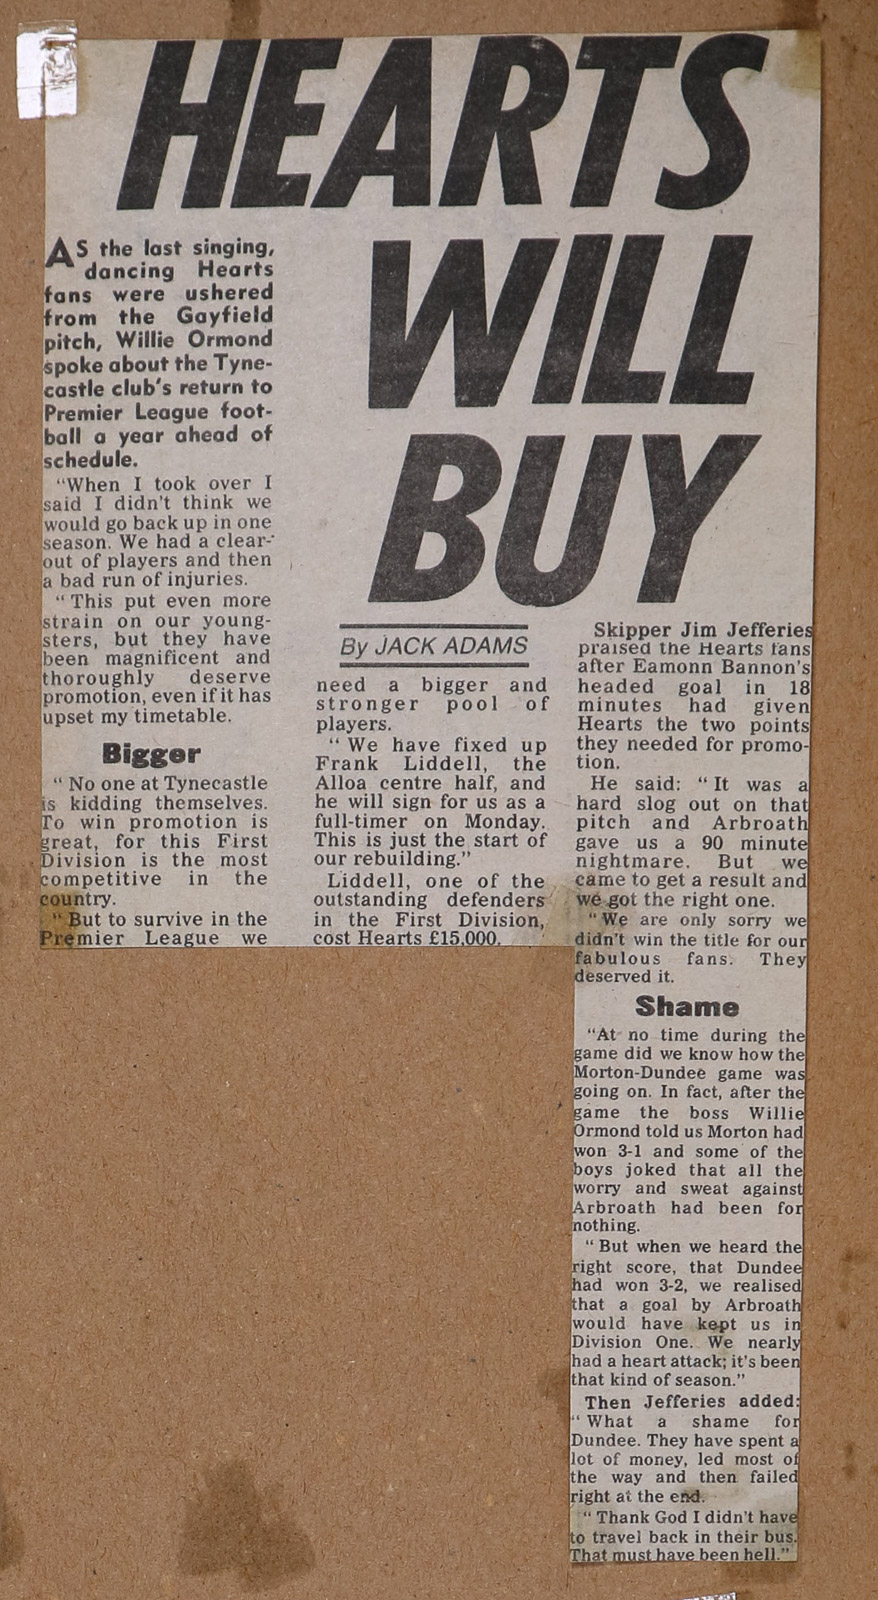 HEARTS
WILL
BUY
AS the last singing,
dancing Hearts
fans were ushered
from the Gayfield
pitch, Willie Ormond
spoke about the Tyne-
castle club's return to
Premier League foot-
ball a year ahead of
schedule.
"When I took over I
said I didn't think we
would go back up in one
season. We had a clear-
out of players and then
a bad run of injuries.
"This put even more
strain on our young-
sters, but they have
been magnificent and
thoroughly deserve
promotion, even if it has
upset my timetable.
Bigger
"No one at Tynecastle
is kidding themselves.
To win promotion is
great, for this First
Division is the most
competitive in the
country.
"But to survive in the
Premier League we
By JACK ADAMS
need a bigger and
stronger pool of
players.
"We have fixed up
Frank Liddell, the
Alloa centre half, and
he will sign for us as a
full-timer on Monday.
This is just the start of
our rebuilding."
Liddell, one of the
outstanding defenders
in the First Division,
cost Hearts £15,000.
Skipper Jim Jefferies
praised the Hearts fans
after Eamonn Bannon's
headed goal in 18
minutes had given
Hearts the two points
they needed for promo-
tion.
He said: "It was a
hard slog out on that
pitch and Arbroath
gave us a 90 minute
nightmare. But we
came to get a result and
we got the right one.
"We are only sorry we
didn't win the title for our
fabulous fans. They
deserved it.
Shame
"At no time during the
game did we know how the
Morton-Dundee game was
going on. In fact, after the
game the boss Willie
Ormond told us Morton had
won 3-1 and some of the
boys joked that all the
worry and sweat against
Arbroath had been for
nothing.
"But when we heard the
right score, that Dundee
had won 3-2, we realised
that a goal by Arbroath
would have kept us in
Division One. We nearly
had a heart attack; it's been
that kind of season."
Then Jefferies added:
"What a shame for
Dundee. They have spent a
lot of money, led most of
the way and then failed
right at the end.
"Thank God I didn't have
to travel back in their bus.
That must have been hell."